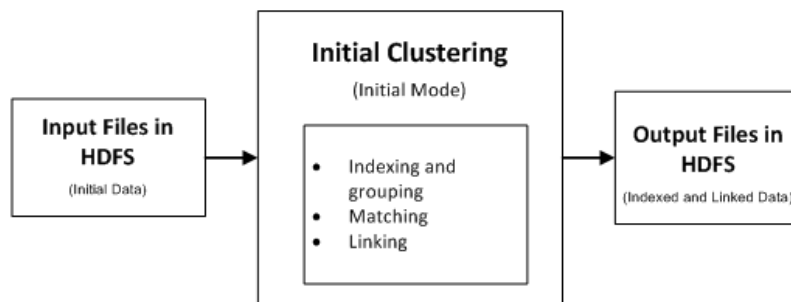 Input Files in
HDFS
(Initial Data)
Initial Clustering
(Initial Mode)
• Indexing and
grouping
• Matching
• Linking
Output Files in
HDFS
(Indexed and Linked Data)